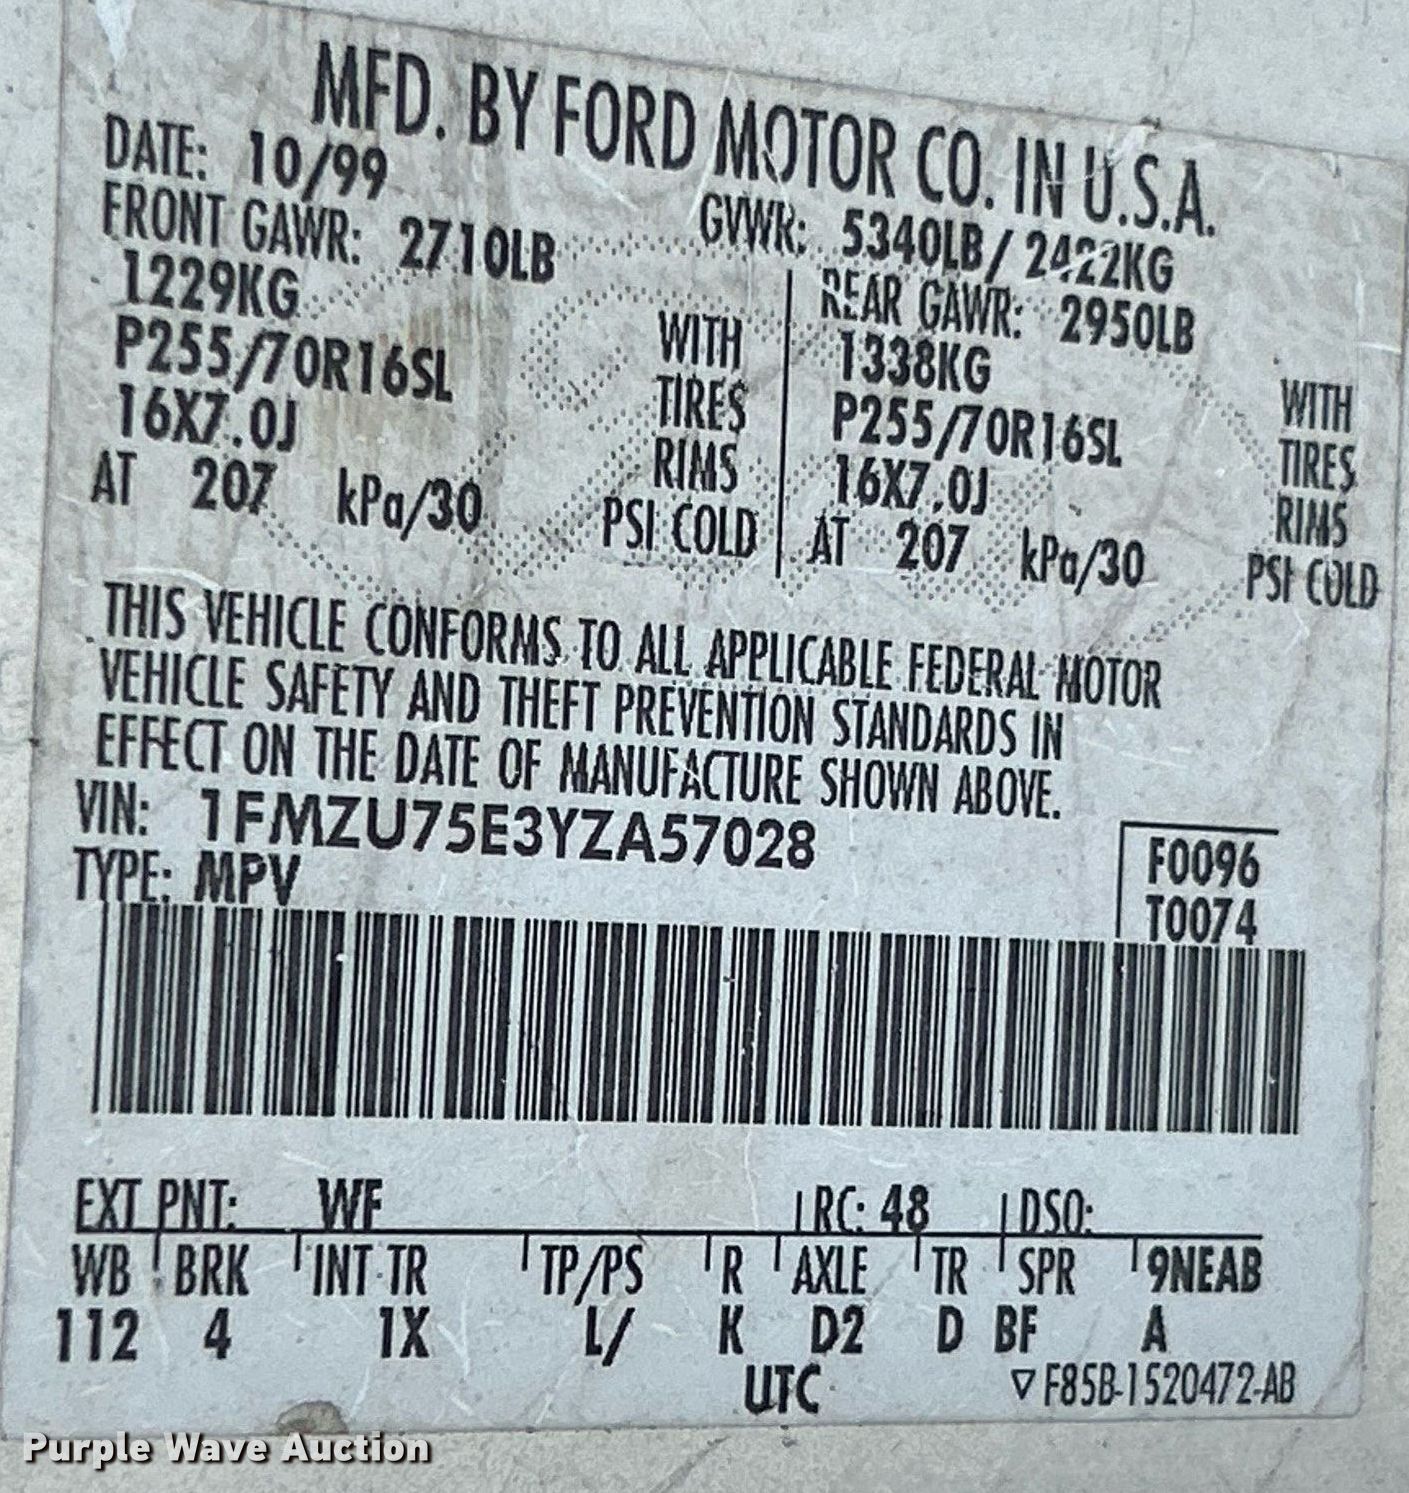 MFD. BY FORD MOTOR CO. IN U.S.A.
DATE: 10/99 GVWR: 5340LB/ 2422KG
FRONT GAWR: 2710LB REAR GAWR: 2950LB
1229KG WITH 1338KG WITH
P255/70R16SL TIRES P255/70R16SL TIRES
16X7.0J RIMS 16X7.0J RIMS
AT 207 kPa/30 PSI COLD AT 207 kPa/30 PSI COLD
THIS VEHICLE CONFORMS TO ALL APPLICABLE FEDERAL MOTOR
VEHICLE SAFETY AND THEFT PREVENTION STANDARDS IN
EFFECT ON THE DATE OF MANUFACTURE SHOWN ABOVE.
VIN: 1FMZU75E3YZA57028
TYPE: MPV
F0096
T0074
EXT PNT: WF RC: 48 DSO:
WB BRK INT TR TP/PS R AXLE TR SPR 9NEAB
112 4 1X L/ K D2 D BF A
UTC ▽F85B-1520472-AB
Purple Wave Auction